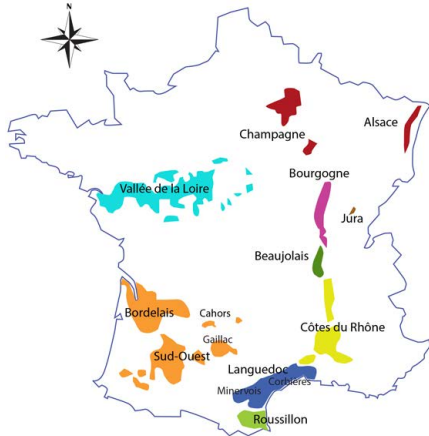 Champagne
Alsace
Bourgogne
Vallée de la Loire
Jura
Beaujolais
Bordelais
Cahors
Côtes du Rhône
Gaillac
Sud-Ouest
Languedoc
Minervois
Corbières
Roussillon